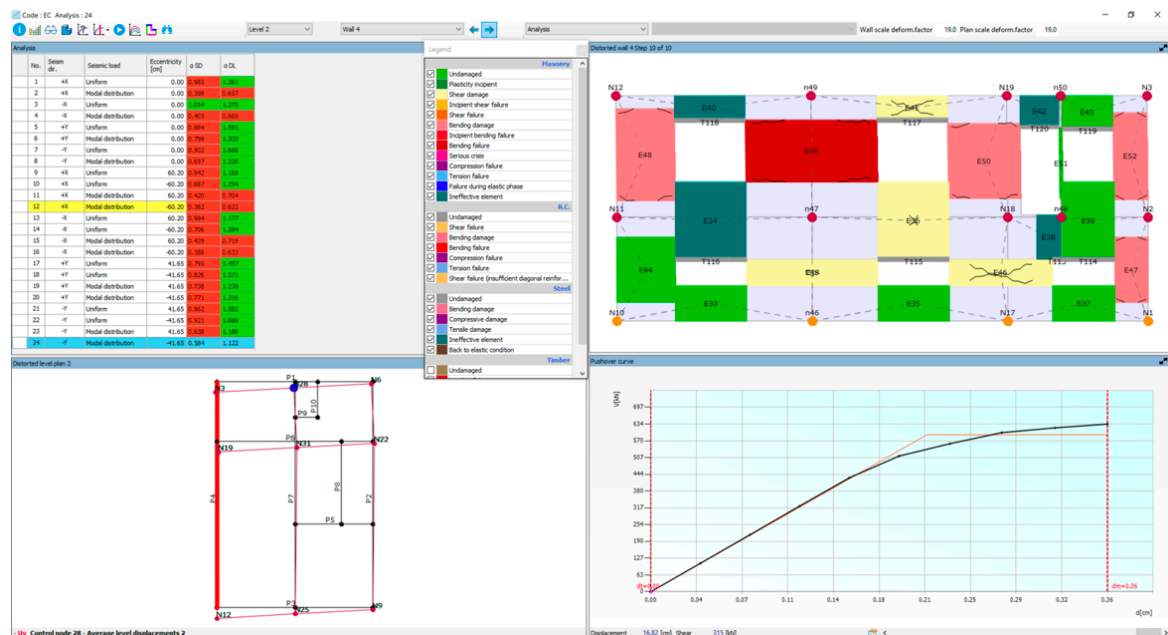 Code : EC Analysis : 24
Level 2 Wall 4 Analysis Wall scale deform.factor 19.0 Plan scale deform.factor 19.0
Analysis
No. Seism dir. Seismic load Eccentricity [cm] α SD α DL
1 +X Uniform 0.00 0.985 1.261
2 +X Modal distribution 0.00 0.398 0.657
3 -X Uniform 0.00 1.014 1.275
4 -X Modal distribution 0.00 0.405 0.669
5 +Y Uniform 0.00 0.884 1.591
6 +Y Modal distribution 0.00 0.798 1.332
7 -Y Uniform 0.00 0.902 1.668
8 -Y Modal distribution 0.00 0.697 1.228
9 +X Uniform 60.20 0.942 1.169
10 +X Uniform -60.20 0.687 1.254
11 +X Modal distribution 60.20 0.420 0.704
12 +X Modal distribution -60.20 0.382 0.622
13 -X Uniform 60.20 0.984 1.177
14 -X Uniform -60.20 0.706 1.284
15 -X Modal distribution 60.20 0.429 0.719
16 -X Modal distribution -60.20 0.388 0.633
17 +Y Uniform 41.65 0.793 1.457
18 +Y Uniform -41.65 0.826 1.571
19 +Y Modal distribution 41.65 0.738 1.278
20 +Y Modal distribution -41.65 0.771 1.316
21 -Y Uniform 41.65 0.862 1.582
22 -Y Uniform -41.65 0.921 1.680
23 -Y Modal distribution 41.65 0.638 1.180
24 -Y Modal distribution -41.65 0.584 1.122
Legend
Masonry
Undamaged
Plasticity incipient
Shear damage
Incipient shear failure
Shear failure
Bending damage
Incipient bending failure
Bending failure
Serious crisis
Compression failure
Tension failure
Failure during elastic phase
Ineffective element
R.C.
Undamaged
Shear failure
Bending damage
Bending failure
Compression failure
Tension failure
Shear failure (insufficient diagonal reinfor...
Steel
Undamaged
Bending damage
Compressive damage
Tensile damage
Ineffective element
Back to elastic condition
Timber
Undamaged
Distorted wall 4 Step 10 of 10
N12 n49 N19 n50 N3
E40 E41 E42 E43
T118 T117 T120 T119
E48 E50 E51 E52
N11 n47 N18 n48 N2
E34 E36 E38 E39
T116 T115 T114
E44 E46 E47
E33 E35 E37
N10 n46 N17 N1
Distorted level plan 2
P1
N3 N28 N6
P10
P9
P6
N19 N31 N22
P4 P7 P8 P2
P5
P3
N12 N25 N9
- Uy Control node 28 - Average level displacements 2
Pushover curve
V[kN]
697
634
570
507
444
380
317
254
190
127
63
dt=0.00 dm=0.36
0.00 0.04 0.07 0.11 0.14 0.18 0.21 0.25 0.29 0.32 0.36
d[cm]
Displacement 16.82 [cm] Shear 315 [kN]